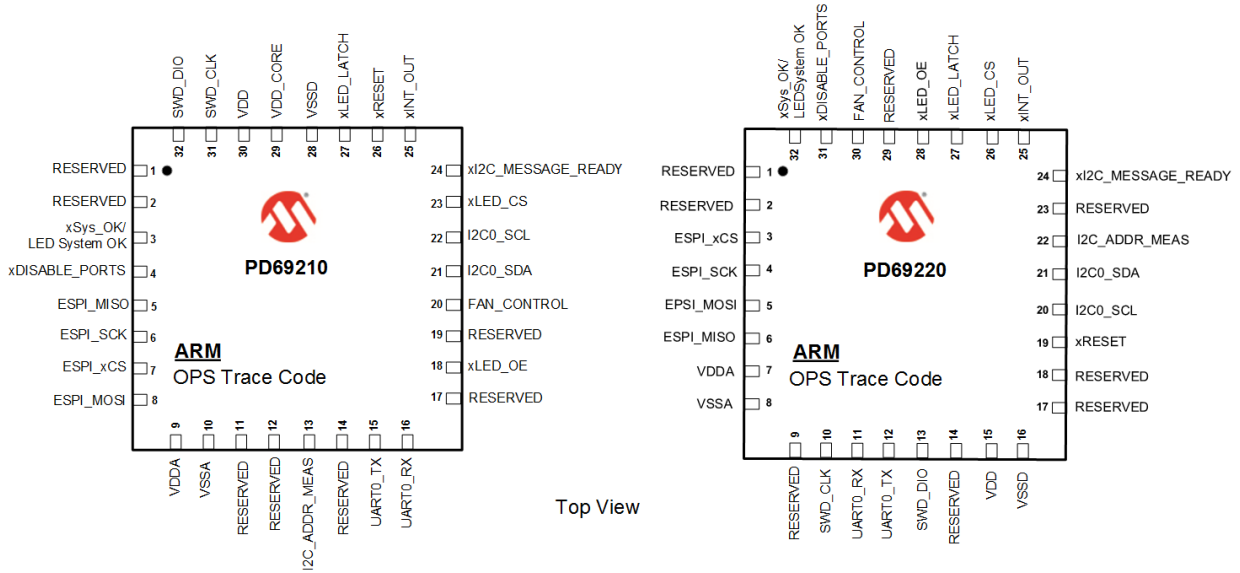 SWD_DIO
SWD_CLK
VDD
VDD_CORE
VSSD
xLED_LATCH
xRESET
xINT_OUT
32
31
30
29
28
27
26
25
RESERVED
1
RESERVED
2
xSys_OK/
LED System OK
3
xDISABLE_PORTS
4
ESPI_MISO
5
ESPI_SCK
6
ESPI_xCS
7
ESPI_MOSI
8
PD69210
ARM
OPS Trace Code
24 xI2C_MESSAGE_READY
23 xLED_CS
22 I2C0_SCL
21 I2C0_SDA
20 FAN_CONTROL
19 RESERVED
18 xLED_OE
17 RESERVED
9
10
11
12
13
14
15
16
VDDA
VSSA
RESERVED
RESERVED
I2C_ADDR_MEAS
RESERVED
UART0_TX
UART0_RX
Top View
xSys_OK/
LEDSystem OK
xDISABLE_PORTS
FAN_CONTROL
RESERVED
xLED_OE
xLED_LATCH
xLED_CS
xINT_OUT
32
31
30
29
28
27
26
25
RESERVED
1
RESERVED
2
ESPI_xCS
3
ESPI_SCK
4
EPSI_MOSI
5
ESPI_MISO
6
VDDA
7
VSSA
8
PD69220
ARM
OPS Trace Code
24 xI2C_MESSAGE_READY
23 RESERVED
22 I2C_ADDR_MEAS
21 I2C0_SDA
20 I2C0_SCL
19 xRESET
18 RESERVED
17 RESERVED
9
10
11
12
13
14
15
16
RESERVED
SWD_CLK
UART0_RX
UART0_TX
SWD_DIO
RESERVED
VDD
VSSD